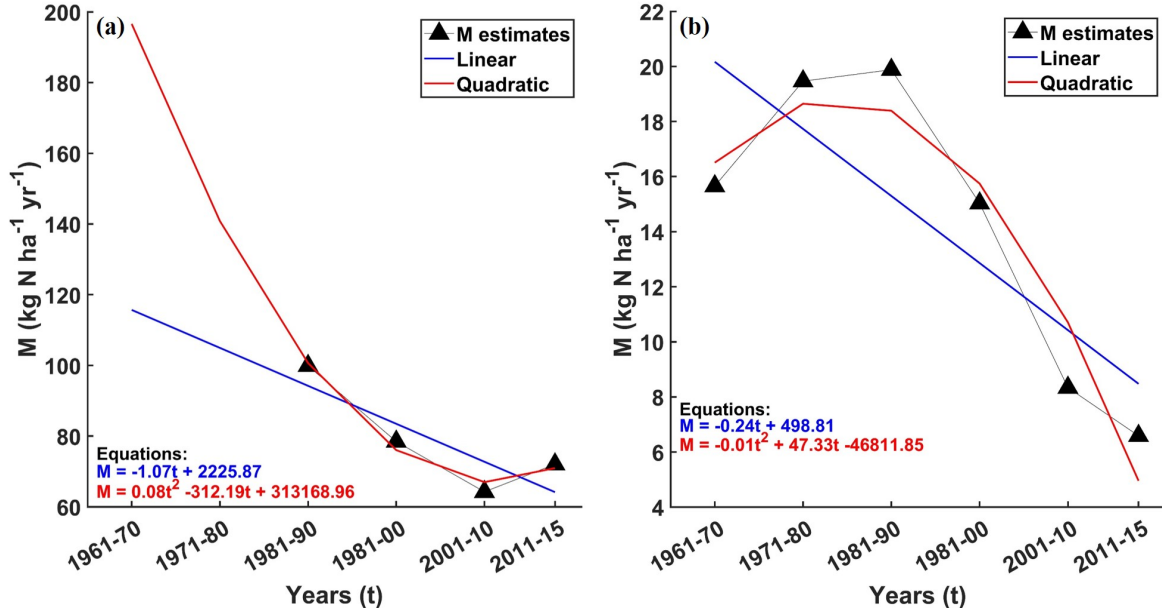 (a)
M estimates
Linear
Quadratic
200
180
160
140
120
100
80
60
M (kg N ha⁻¹ yr⁻¹)
Equations:
M = -1.07t + 2225.87
M = 0.08t² -312.19t + 313168.96
1961-70
1971-80
1981-90
1981-00
2001-10
2011-15
Years (t)
(b)
M estimates
Linear
Quadratic
22
20
18
16
14
12
10
8
6
4
M (kg N ha⁻¹ yr⁻¹)
Equations:
M = -0.24t + 498.81
M = -0.01t² + 47.33t -46811.85
1961-70
1971-80
1981-90
1981-00
2001-10
2011-15
Years (t)